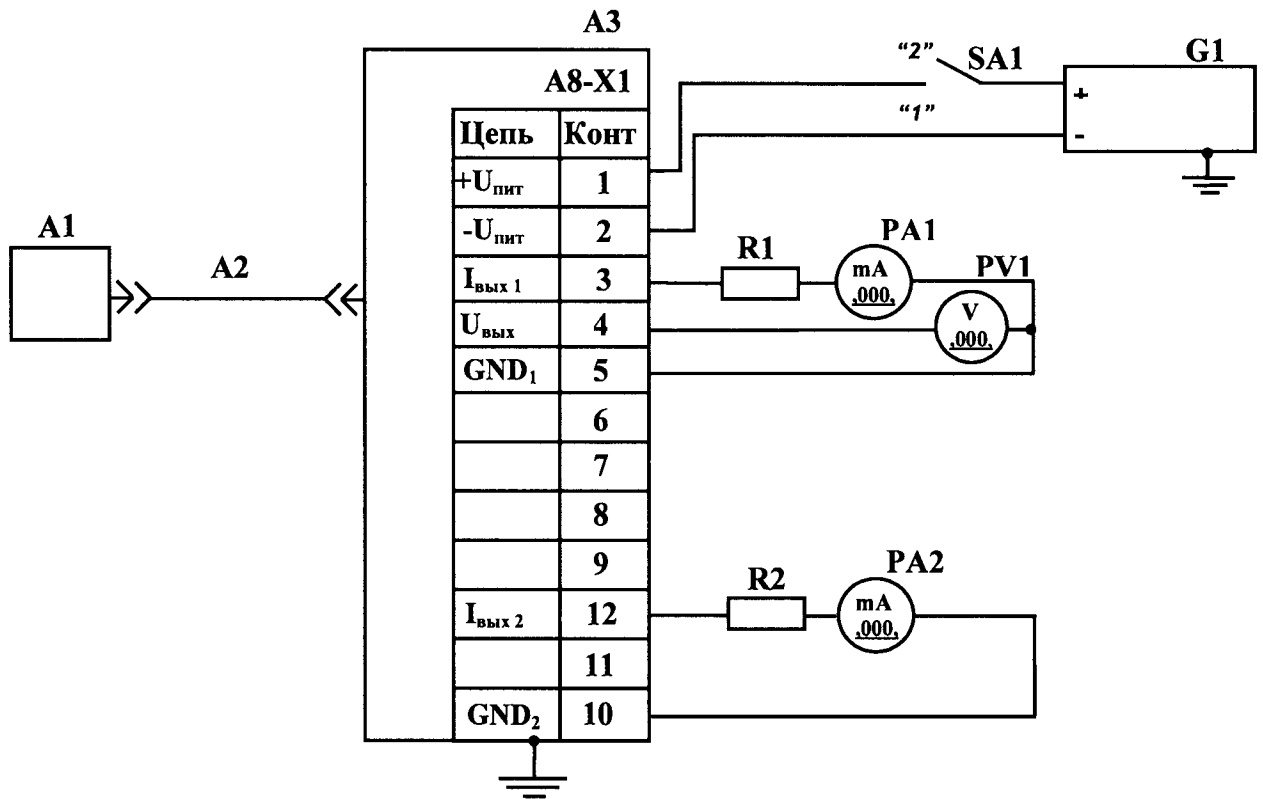 A3
A8-X1
“2”
SA1
G1
+
“1”
-
Цепь Конт
+Uпит 1
-Uпит 2
Iвых 1 3
Uвых 4
GND1 5
6
7
8
9
Iвых 2 12
11
GND2 10
A1
A2
R1
PA1
mA
,000,
PV1
V
,000,
R2
PA2
mA
,000,